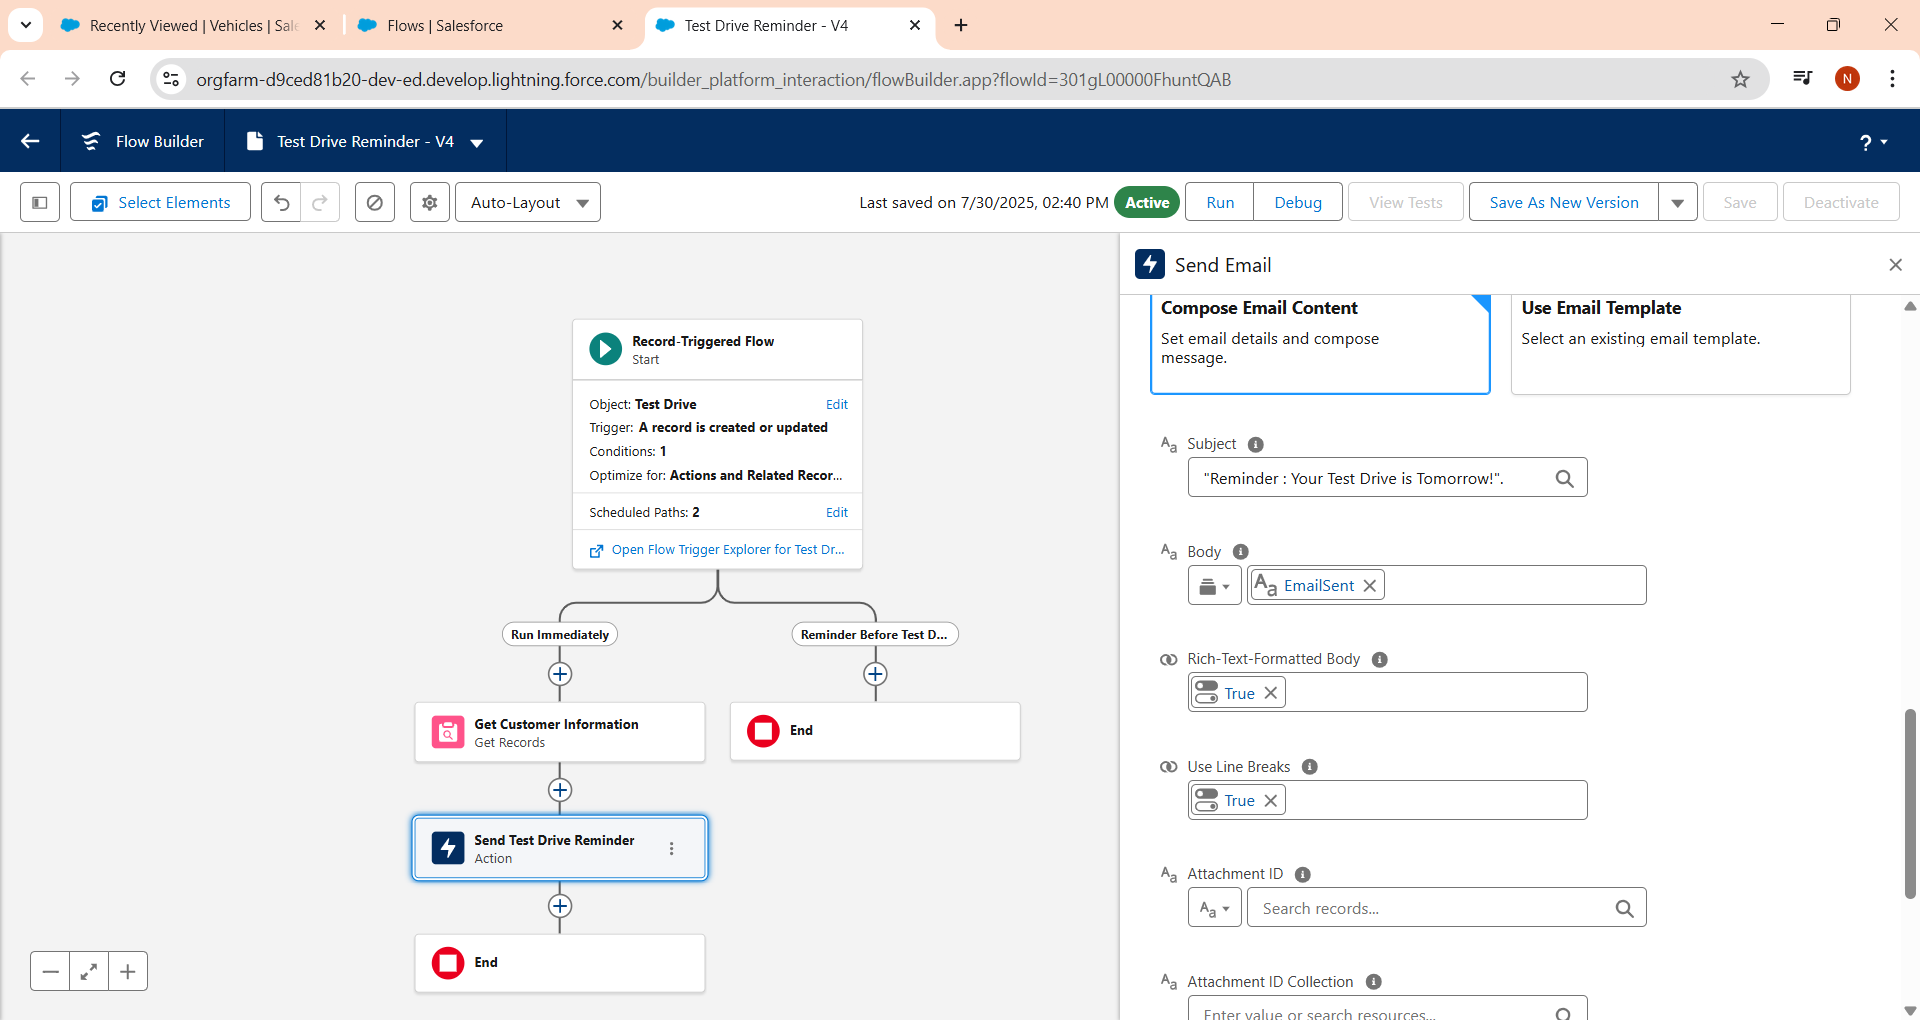 Recently Viewed | Vehicles | Sale
Flows | Salesforce
Test Drive Reminder - V4
orgfarm-d9ced81b20-dev-ed.develop.lightning.force.com/builder_platform_interaction/flowBuilder.app?flowId=301gL00000FhuntQAB
N
Flow Builder
Test Drive Reminder - V4
?
Select Elements
Auto-Layout
Last saved on 7/30/2025, 02:40 PM
Active
Run
Debug
View Tests
Save As New Version
Save
Deactivate
Record-Triggered Flow
Start
Object: Test Drive
Edit
Trigger: A record is created or updated
Conditions: 1
Optimize for: Actions and Related Recor...
Scheduled Paths: 2
Edit
Open Flow Trigger Explorer for Test Dr...
Run Immediately
Reminder Before Test D...
Get Customer Information
Get Records
End
Send Test Drive Reminder
Action
End
Send Email
Compose Email Content
Set email details and compose
message.
Use Email Template
Select an existing email template.
Aa Subject
"Reminder : Your Test Drive is Tomorrow!".
Aa Body
Aa EmailSent
Rich-Text-Formatted Body
True
Use Line Breaks
True
Aa Attachment ID
Aa
Search records...
Aa Attachment ID Collection
Enter value or search resources...